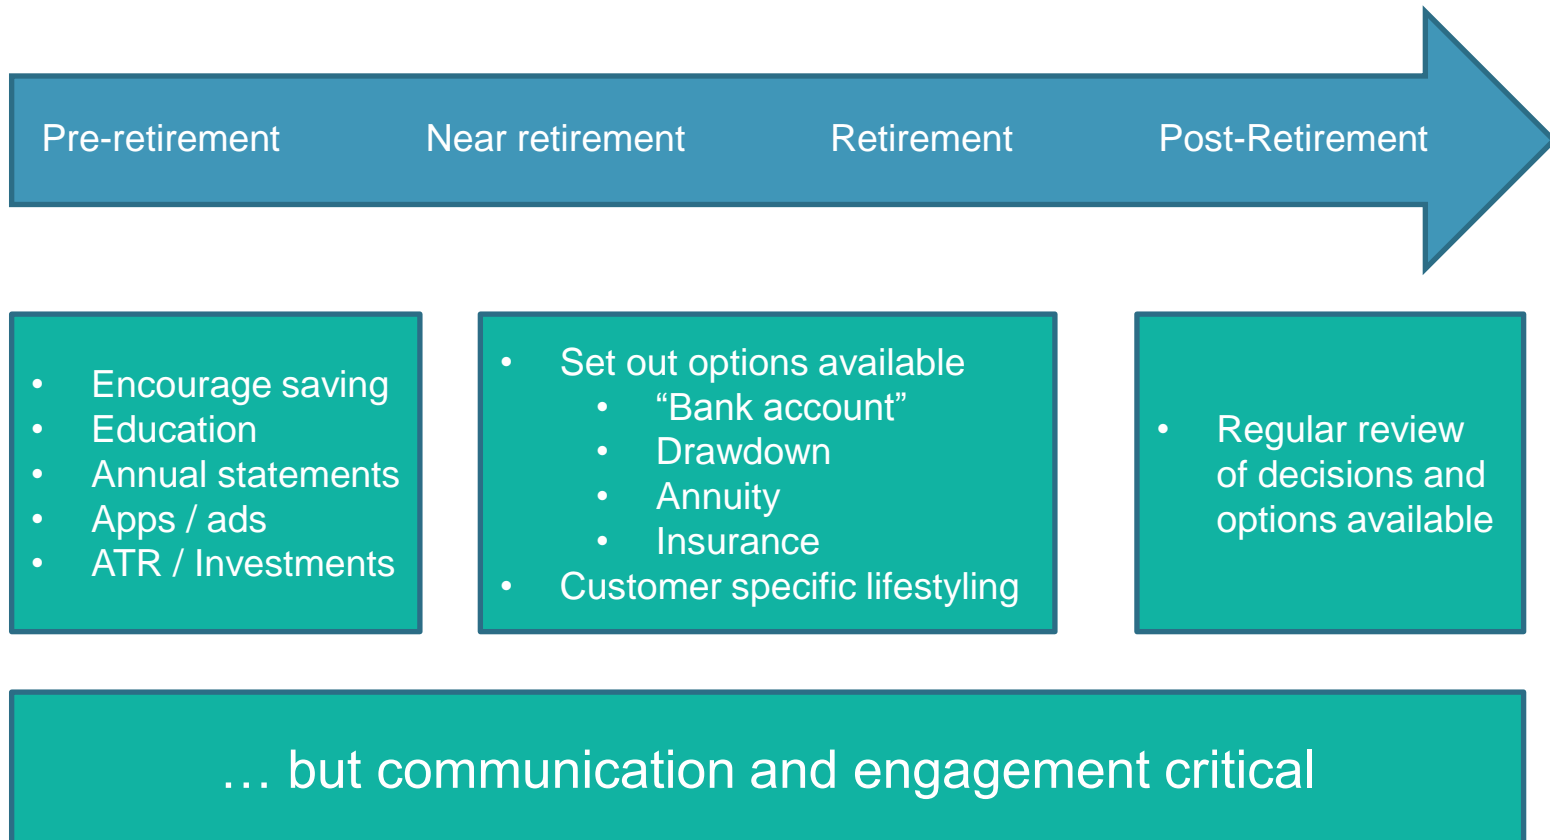 Pre-retirement Near retirement Retirement Post-Retirement
• Encourage saving
• Education
• Annual statements
• Apps / ads
• ATR / Investments
• Set out options available
• “Bank account”
• Drawdown
• Annuity
• Insurance
• Customer specific lifestyling
• Regular review
of decisions and
options available
… but communication and engagement critical